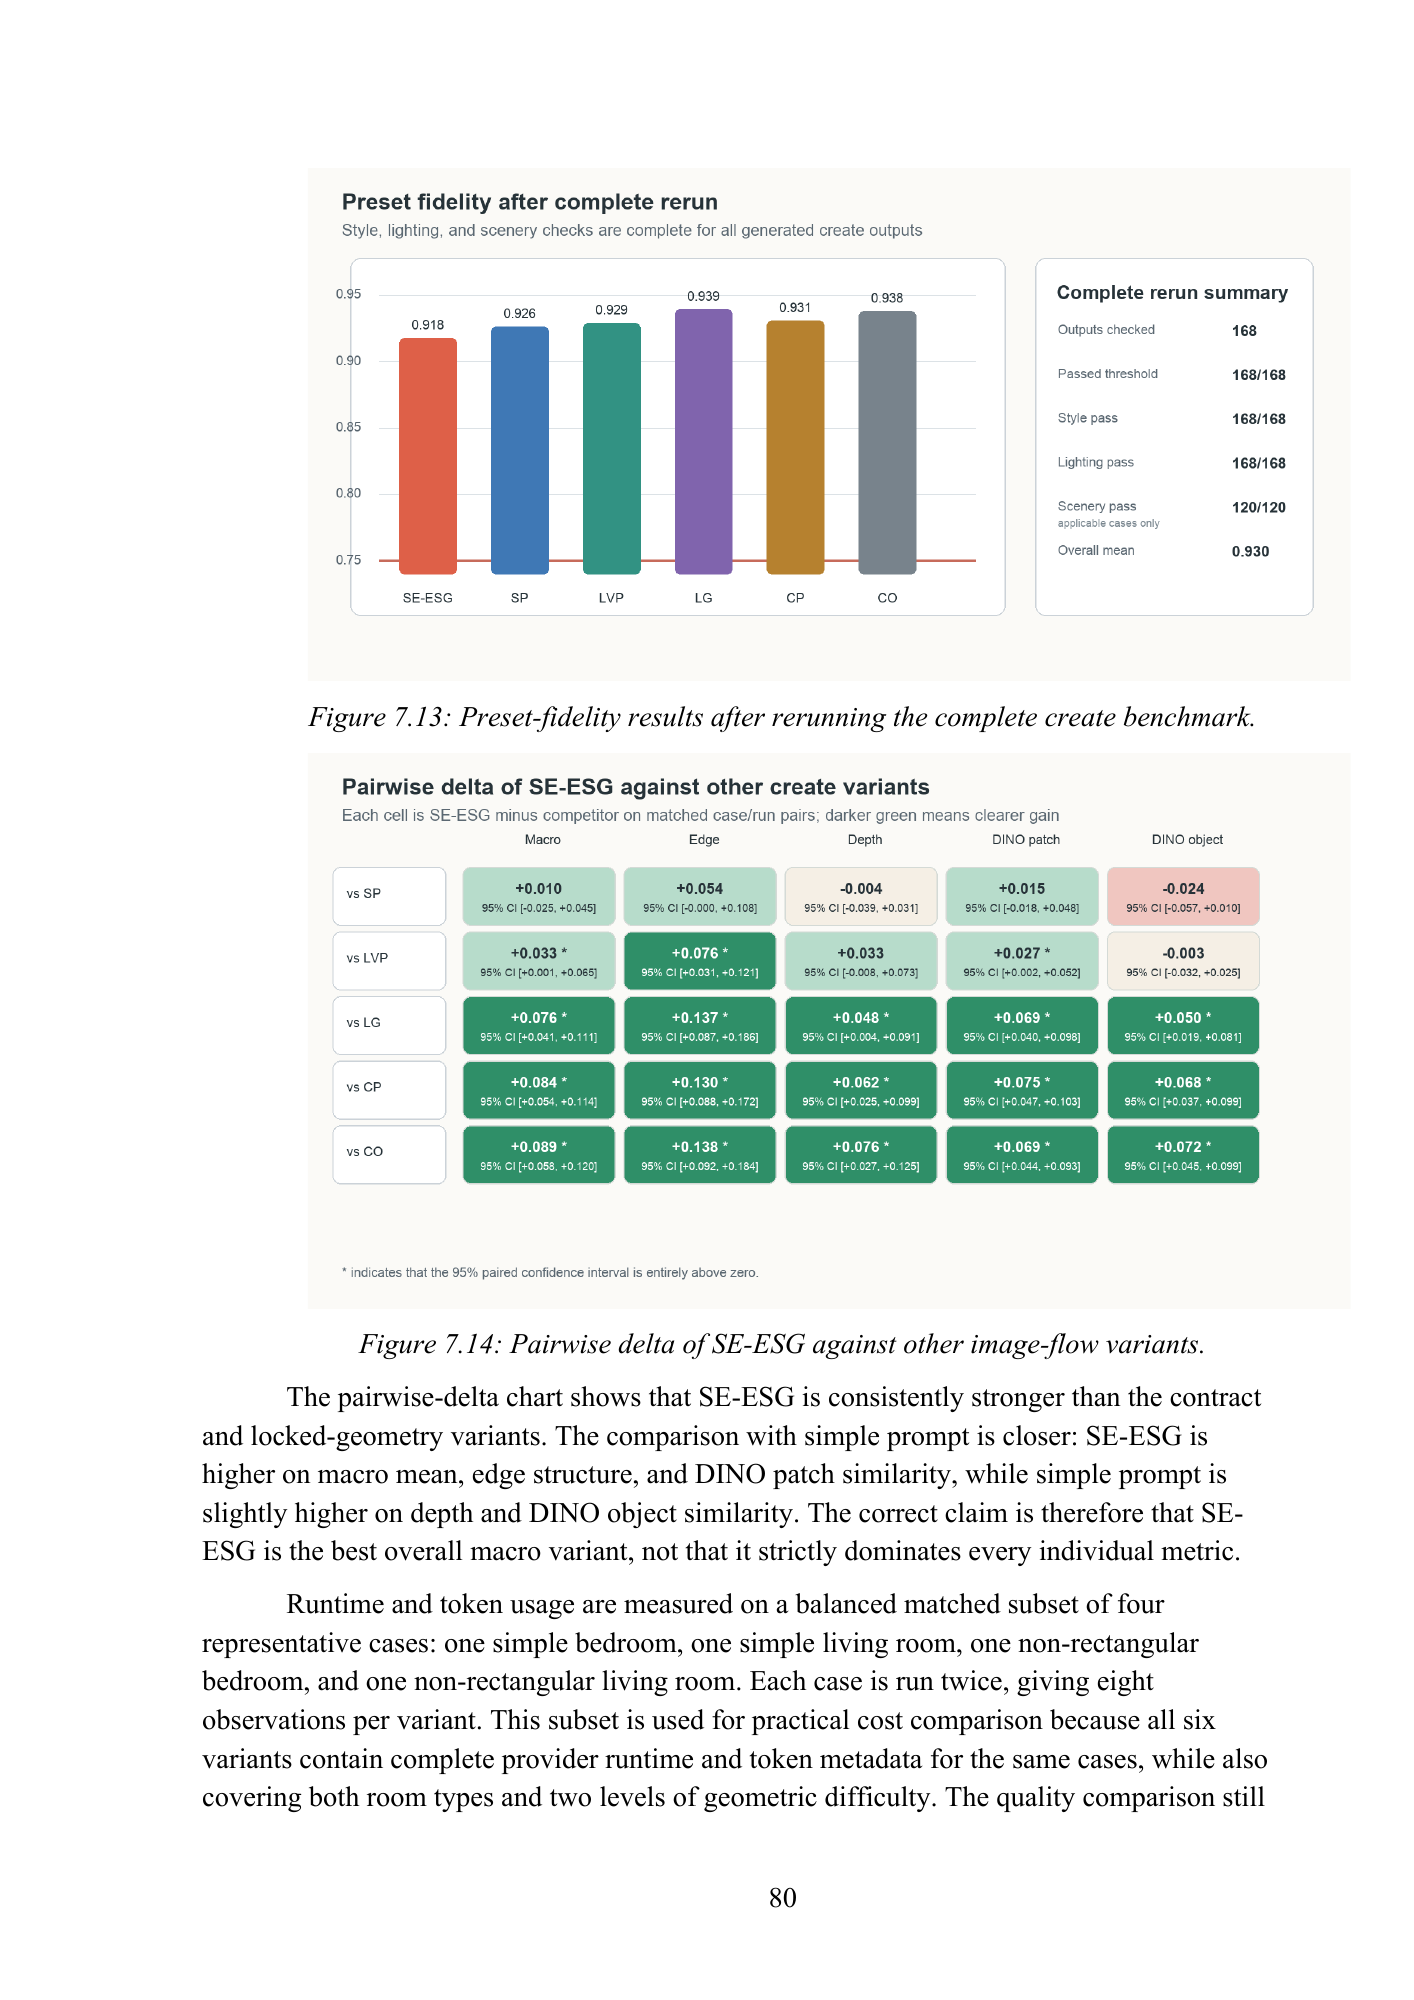 Preset fidelity after complete rerun
Style, lighting, and scenery checks are complete for all generated create outputs
0.95
0.90
0.85
0.80
0.75
0.918
0.926
0.929
0.939
0.931
0.938
SE-ESG
SP
LVP
LG
CP
CO
Complete rerun summary
Outputs checked 168
Passed threshold 168/168
Style pass 168/168
Lighting pass 168/168
Scenery pass 120/120
applicable cases only
Overall mean 0.930
Figure 7.13: Preset-fidelity results after rerunning the complete create benchmark.
Pairwise delta of SE-ESG against other create variants
Each cell is SE-ESG minus competitor on matched case/run pairs; darker green means clearer gain
Macro Edge Depth DINO patch DINO object
vs SP
+0.010 +0.054 -0.004 +0.015 -0.024
95% CI [-0.025, +0.045] 95% CI [-0.000, +0.108] 95% CI [-0.039, +0.031] 95% CI [-0.018, +0.048] 95% CI [-0.057, +0.010]
vs LVP
+0.033 * +0.076 * +0.033 +0.027 * -0.003
95% CI [+0.001, +0.065] 95% CI [+0.031, +0.121] 95% CI [-0.008, +0.073] 95% CI [+0.002, +0.052] 95% CI [-0.032, +0.025]
vs LG
+0.076 * +0.137 * +0.048 * +0.069 * +0.050 *
95% CI [+0.041, +0.111] 95% CI [+0.087, +0.186] 95% CI [+0.004, +0.091] 95% CI [+0.040, +0.098] 95% CI [+0.019, +0.081]
vs CP
+0.084 * +0.130 * +0.062 * +0.075 * +0.068 *
95% CI [+0.054, +0.114] 95% CI [+0.088, +0.172] 95% CI [+0.025, +0.099] 95% CI [+0.047, +0.103] 95% CI [+0.037, +0.099]
vs CO
+0.089 * +0.138 * +0.076 * +0.069 * +0.072 *
95% CI [+0.058, +0.120] 95% CI [+0.092, +0.184] 95% CI [+0.027, +0.125] 95% CI [+0.044, +0.093] 95% CI [+0.045, +0.099]
* indicates that the 95% paired confidence interval is entirely above zero.
Figure 7.14: Pairwise delta of SE-ESG against other image-flow variants.
The pairwise-delta chart shows that SE-ESG is consistently stronger than the contract
and locked-geometry variants. The comparison with simple prompt is closer: SE-ESG is
higher on macro mean, edge structure, and DINO patch similarity, while simple prompt is
slightly higher on depth and DINO object similarity. The correct claim is therefore that SE-
ESG is the best overall macro variant, not that it strictly dominates every individual metric.
Runtime and token usage are measured on a balanced matched subset of four
representative cases: one simple bedroom, one simple living room, one non-rectangular
bedroom, and one non-rectangular living room. Each case is run twice, giving eight
observations per variant. This subset is used for practical cost comparison because all six
variants contain complete provider runtime and token metadata for the same cases, while also
covering both room types and two levels of geometric difficulty. The quality comparison still
80